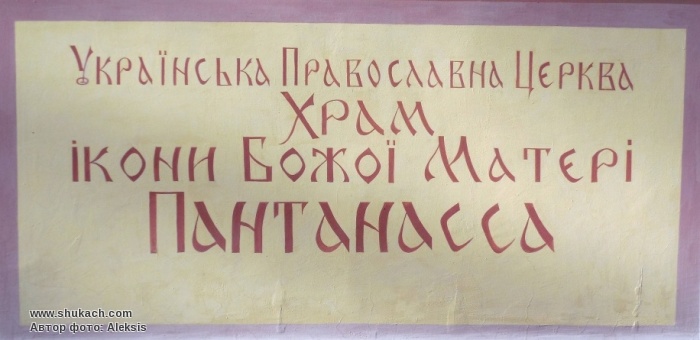 Українська Православна Церква
Храм
ікони Божої Матері
Пантанасса
www.shukach.com
Автор фото: Aleksis